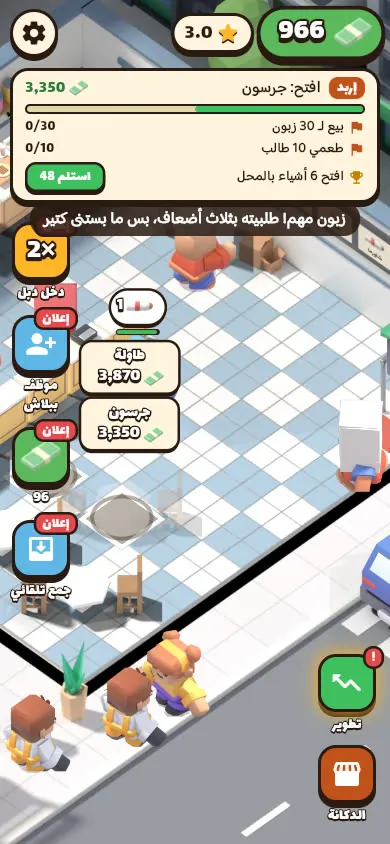 3.0
966
إربد
افتح: جرسون
3,350
بيع لـ 30 زبون
0/30
طعمي 10 طالب
0/10
افتح 6 أشياء بالمحل
استلم 48
زبون مهم! طلبيته بثلاث أضعاف، بس ما بستنى كتير
2×
دخل دبل
إعلان
موظف ببلاش
1
طاولة
3,870
جرسون
3,350
إعلان
96
إعلان
جمع تلقائي
!
تطوير
الدكانة